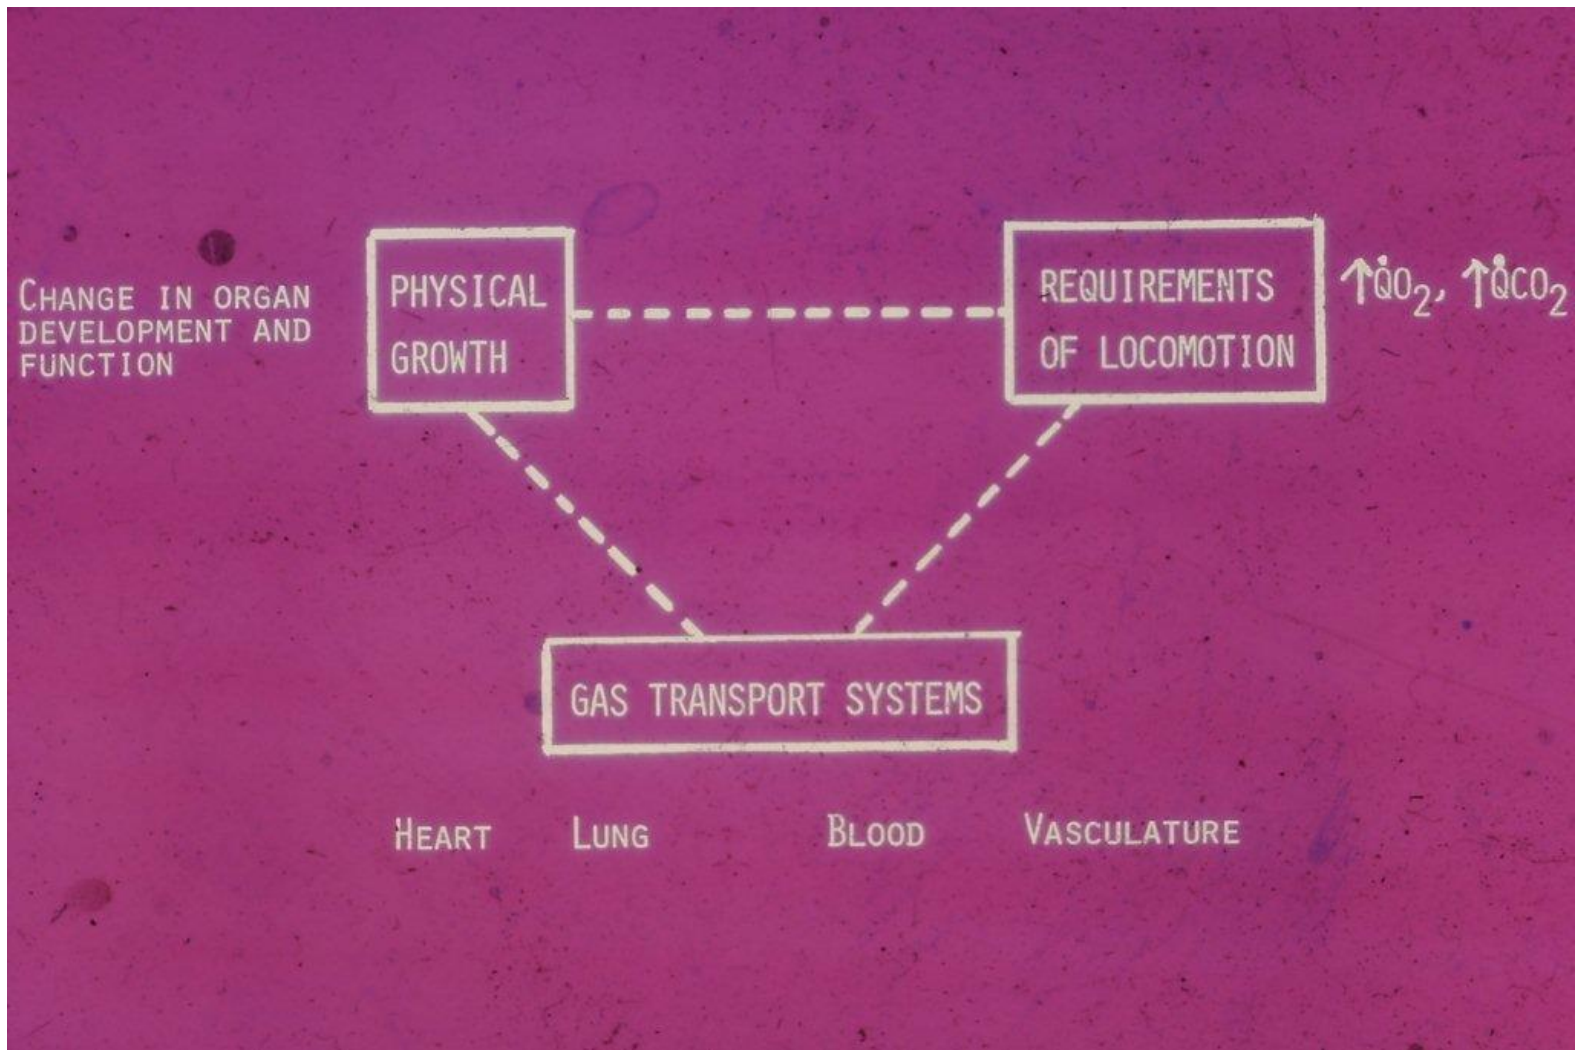 CHANGE IN ORGAN
DEVELOPMENT AND
FUNCTION
PHYSICAL
GROWTH
REQUIREMENTS
OF LOCOMOTION
↑Q̇O₂, ↑Q̇CO₂
GAS TRANSPORT SYSTEMS
HEART LUNG BLOOD VASCULATURE